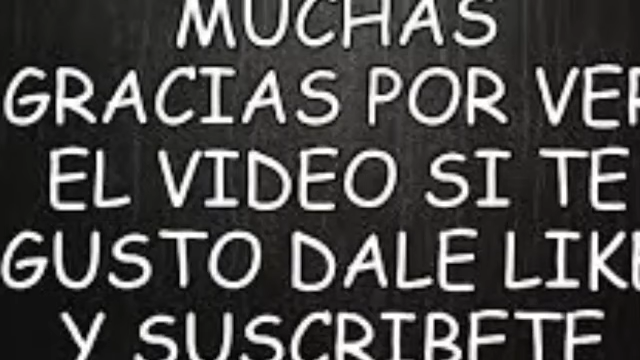 MUCHAS
GRACIAS POR VER
EL VIDEO SI TE
GUSTO DALE LIKE
Y SUSCRIBETE